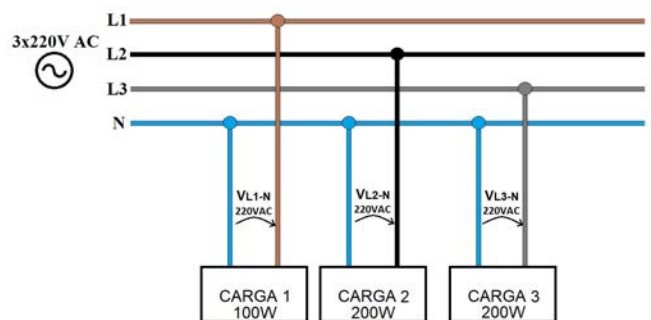 3x220V AC
L1
L2
L3
N
VL1-N
220VAC
VL2-N
220VAC
VL3-N
220VAC
CARGA 1
100W
CARGA 2
200W
CARGA 3
200W